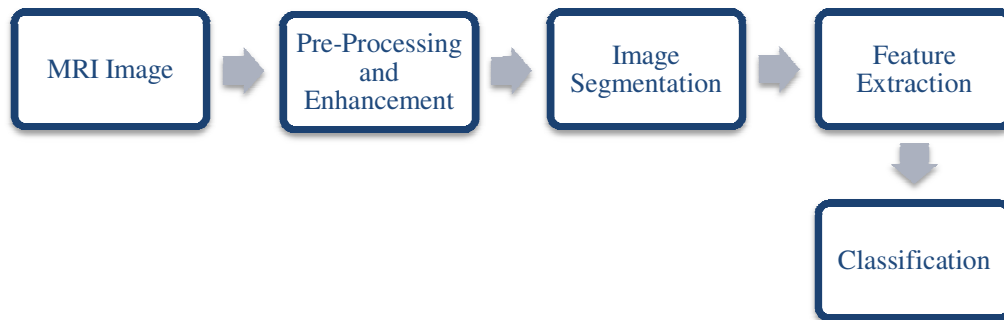 MRI Image
Pre-Processing
and
Enhancement
Image
Segmentation
Feature
Extraction
Classification